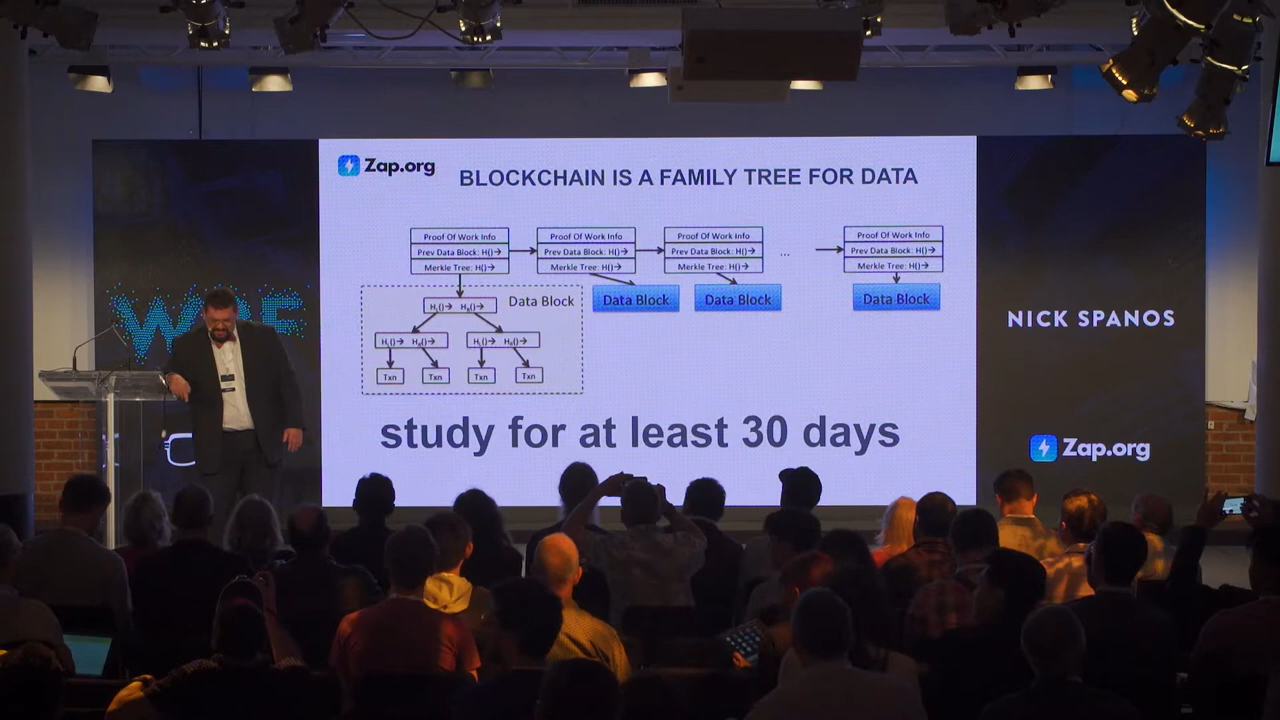 Zap.org
BLOCKCHAIN IS A FAMILY TREE FOR DATA
Proof Of Work Info
Prev Data Block: H()→
Merkle Tree: H()→
Proof Of Work Info
Prev Data Block: H()→
Merkle Tree: H()→
Proof Of Work Info
Prev Data Block: H()→
Merkle Tree: H()→
...
Proof Of Work Info
Prev Data Block: H()→
Merkle Tree: H()→
Data Block
Data Block
Data Block
Data Block
Txn
Txn
Txn
Txn
study for at least 30 days
NICK SPANOS
Zap.org